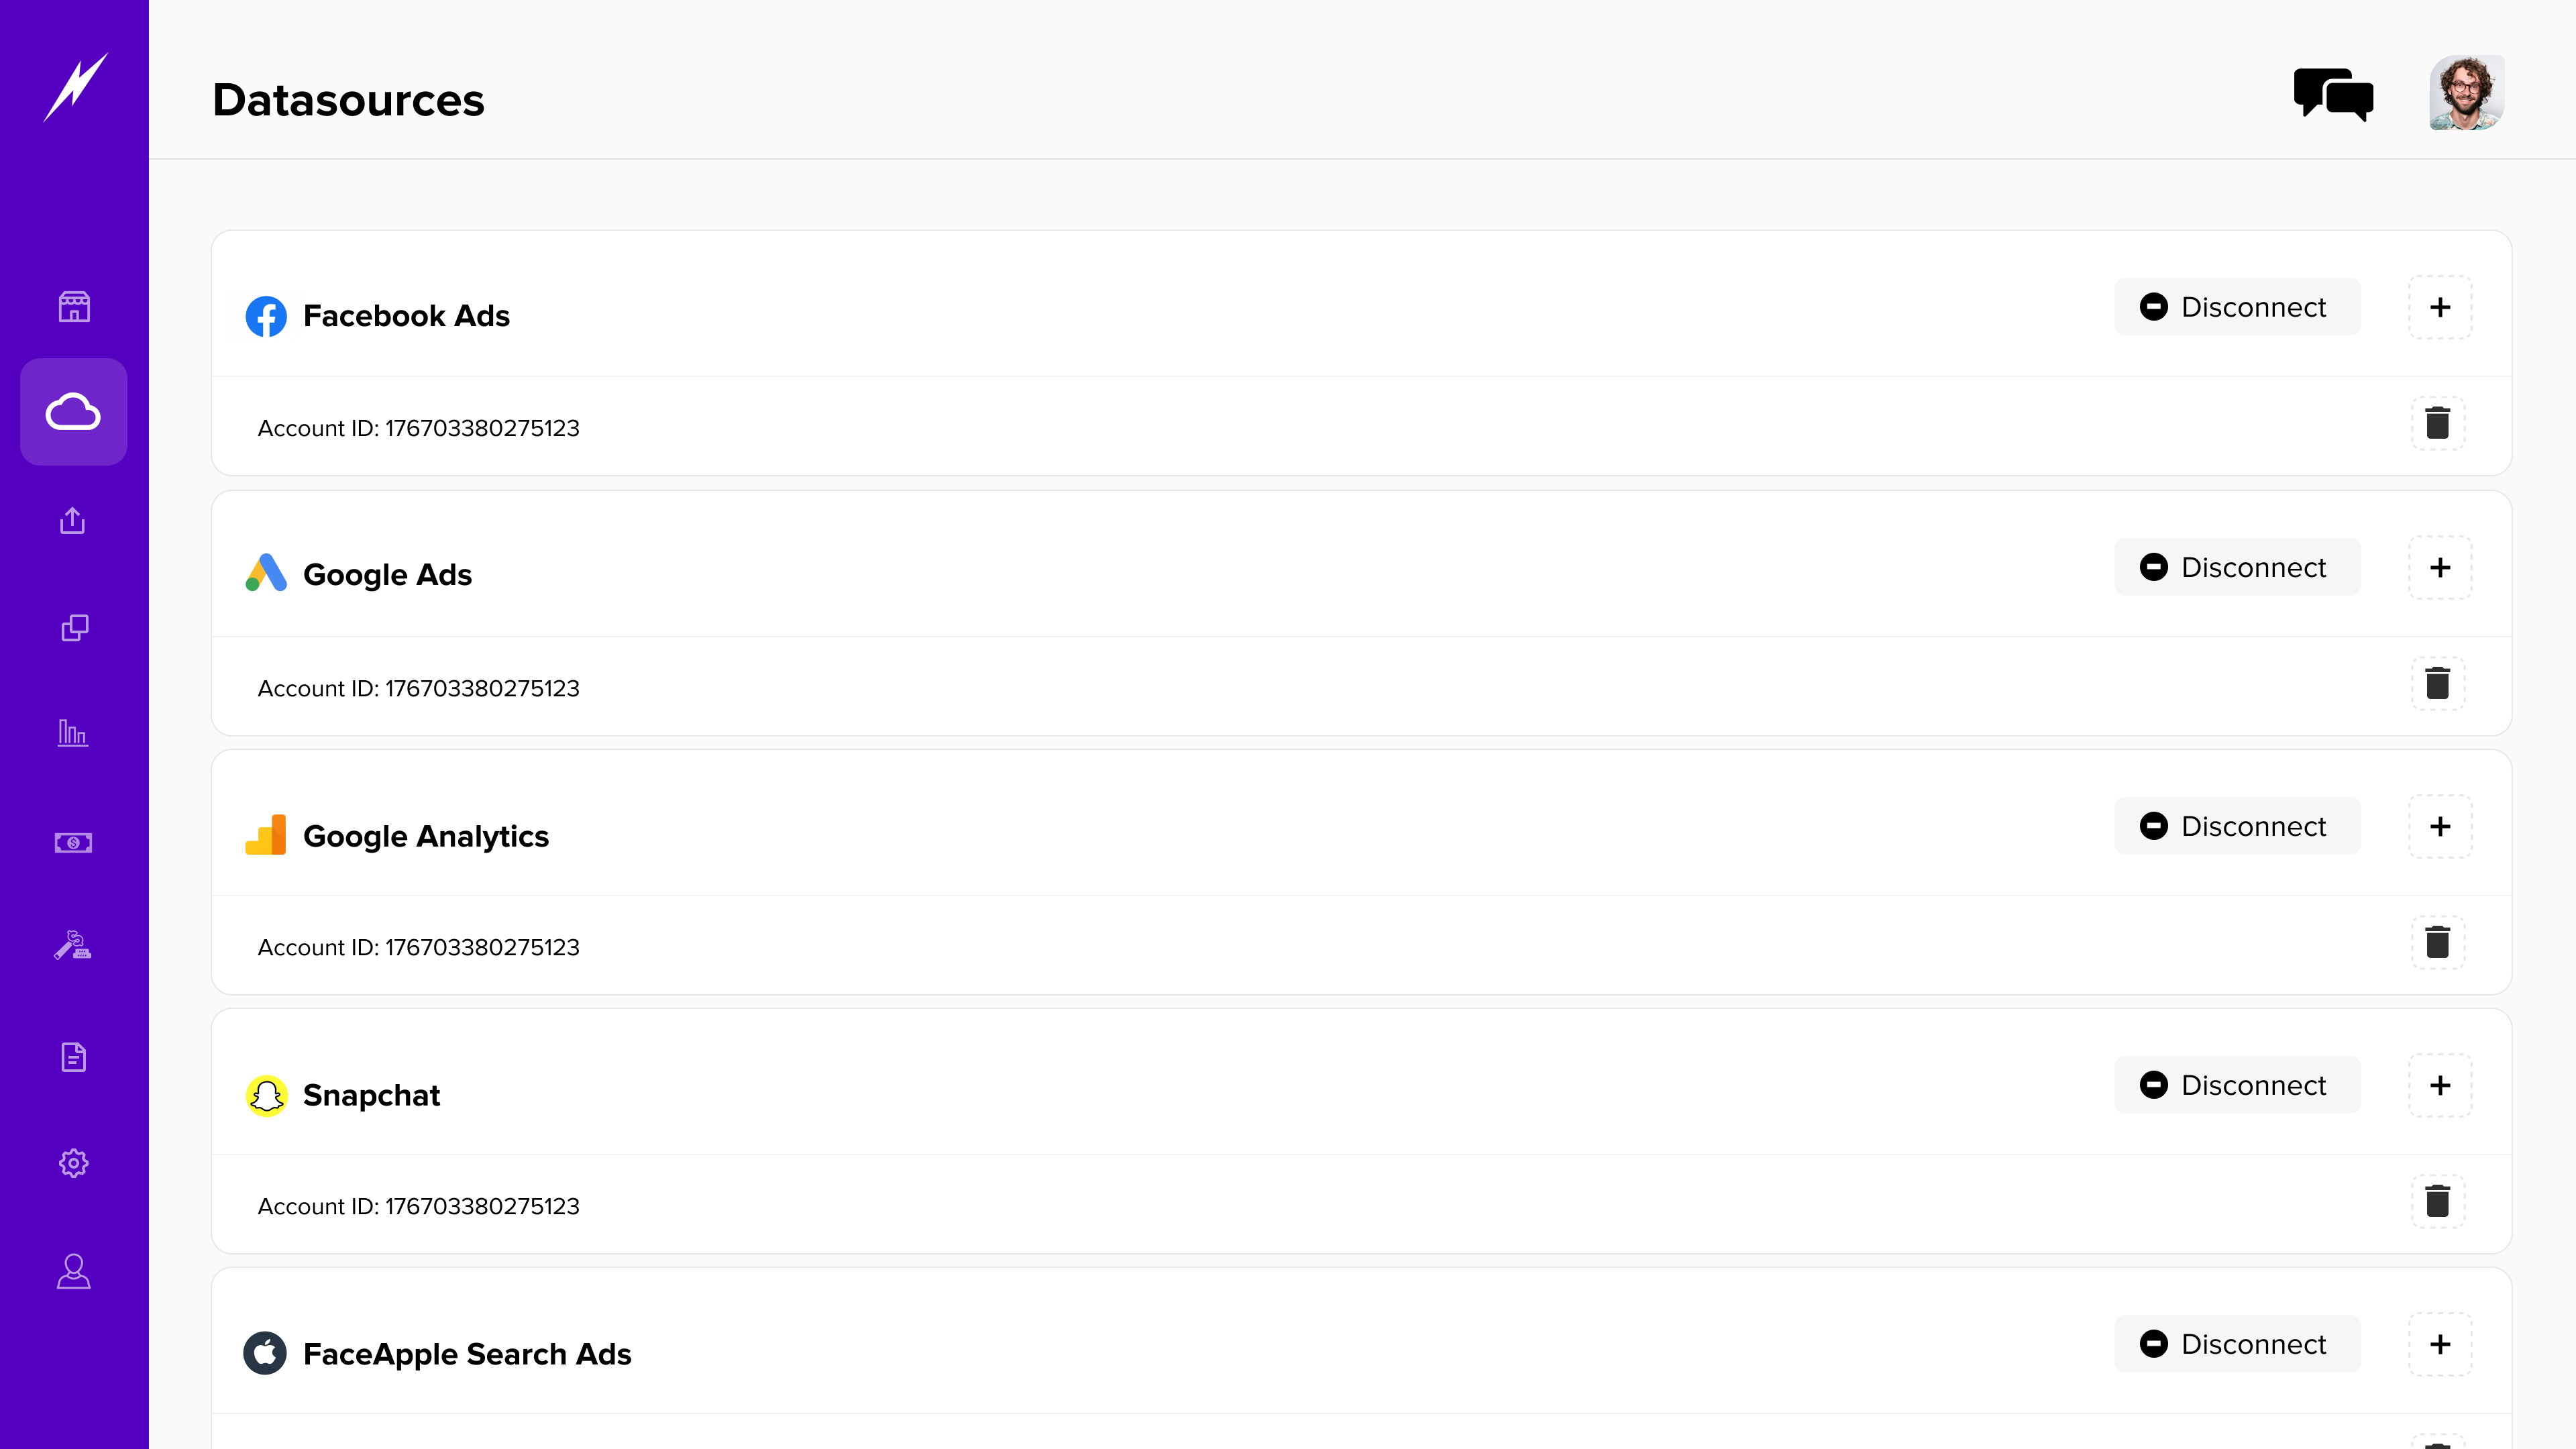 Datasources
Facebook Ads
Disconnect
Account ID: 176703380275123
Google Ads
Disconnect
Account ID: 176703380275123
Google Analytics
Disconnect
Account ID: 176703380275123
Snapchat
Disconnect
Account ID: 176703380275123
FaceApple Search Ads
Disconnect